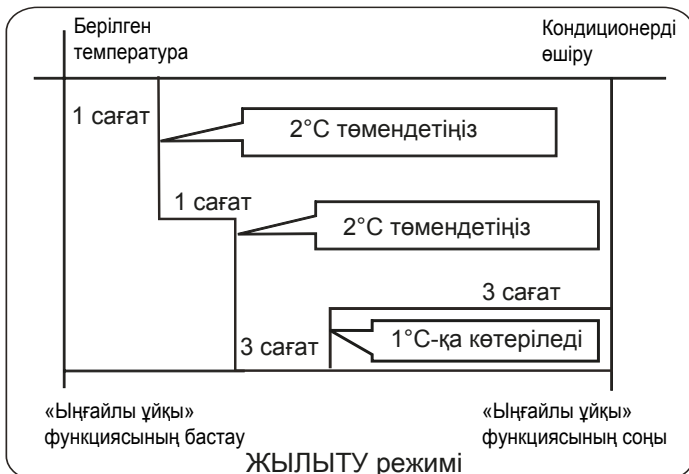 Берілген
температура
Кондиционерді
өшіру
1 сағат
2°C төмендетіңіз
1 сағат
2°C төмендетіңіз
3 сағат
3 сағат
1°C-қа көтеріледі
«Ыңғайлы ұйқы»
функциясының бастау
«Ыңғайлы ұйқы»
функциясының соңы
ЖЫЛЫТУ режимі